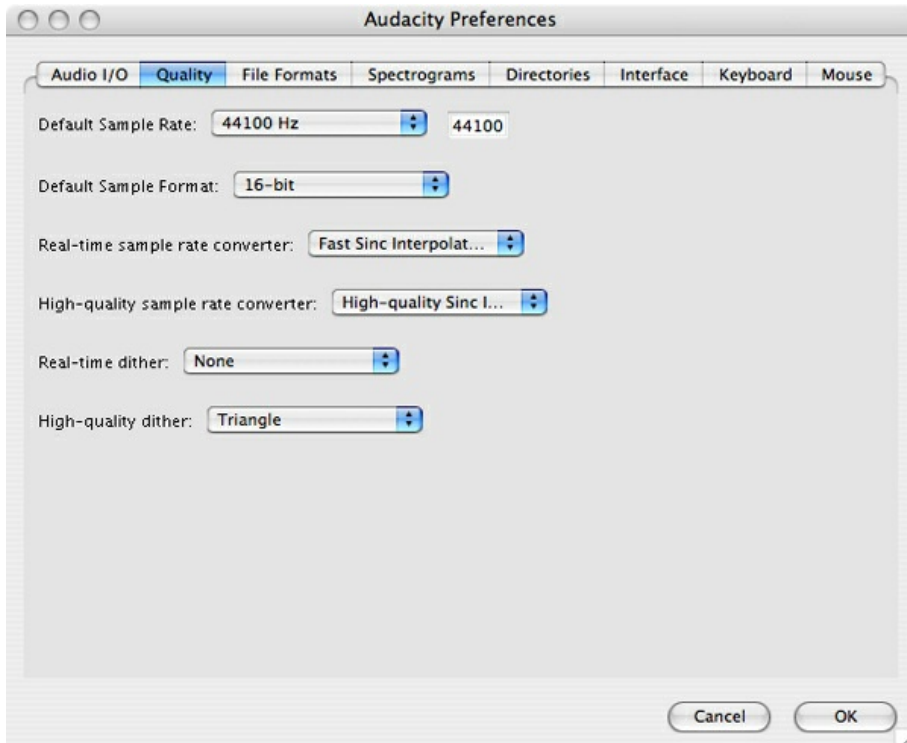 Audacity Preferences
Audio I/O Quality File Formats Spectrograms Directories Interface Keyboard Mouse
Default Sample Rate: 44100 Hz 44100
Default Sample Format: 16-bit
Real-time sample rate converter: Fast Sinc Interpolat...
High-quality sample rate converter: High-quality Sinc I...
Real-time dither: None
High-quality dither: Triangle
Cancel OK